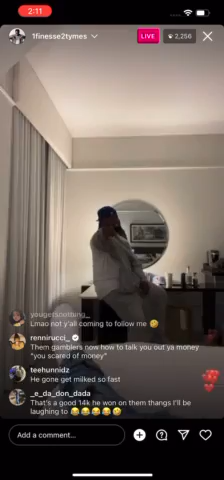 2:11
1finesse2tymes
LIVE
2,256
Lmao not y'all coming to follow me 🤣
rennirucci_
Them gamblers now how to talk you out ya money
"you scared of money"
teehunnidz
He gone get milked so fast
_e_da_don_dada
That's a good 14k he won on them thangs I'll be
laughing to 😂😂😂😂🤣
Add a comment...